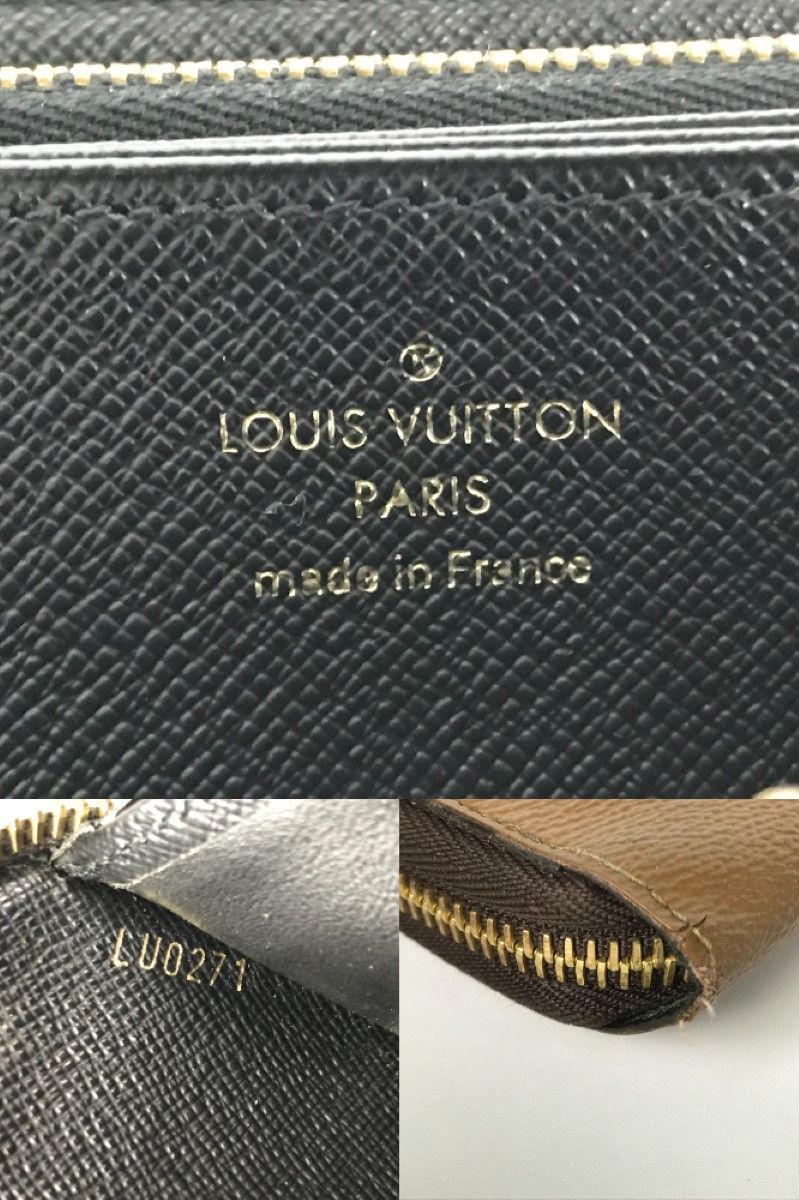 LOUIS VUITTON
PARIS
made in France
LU0271